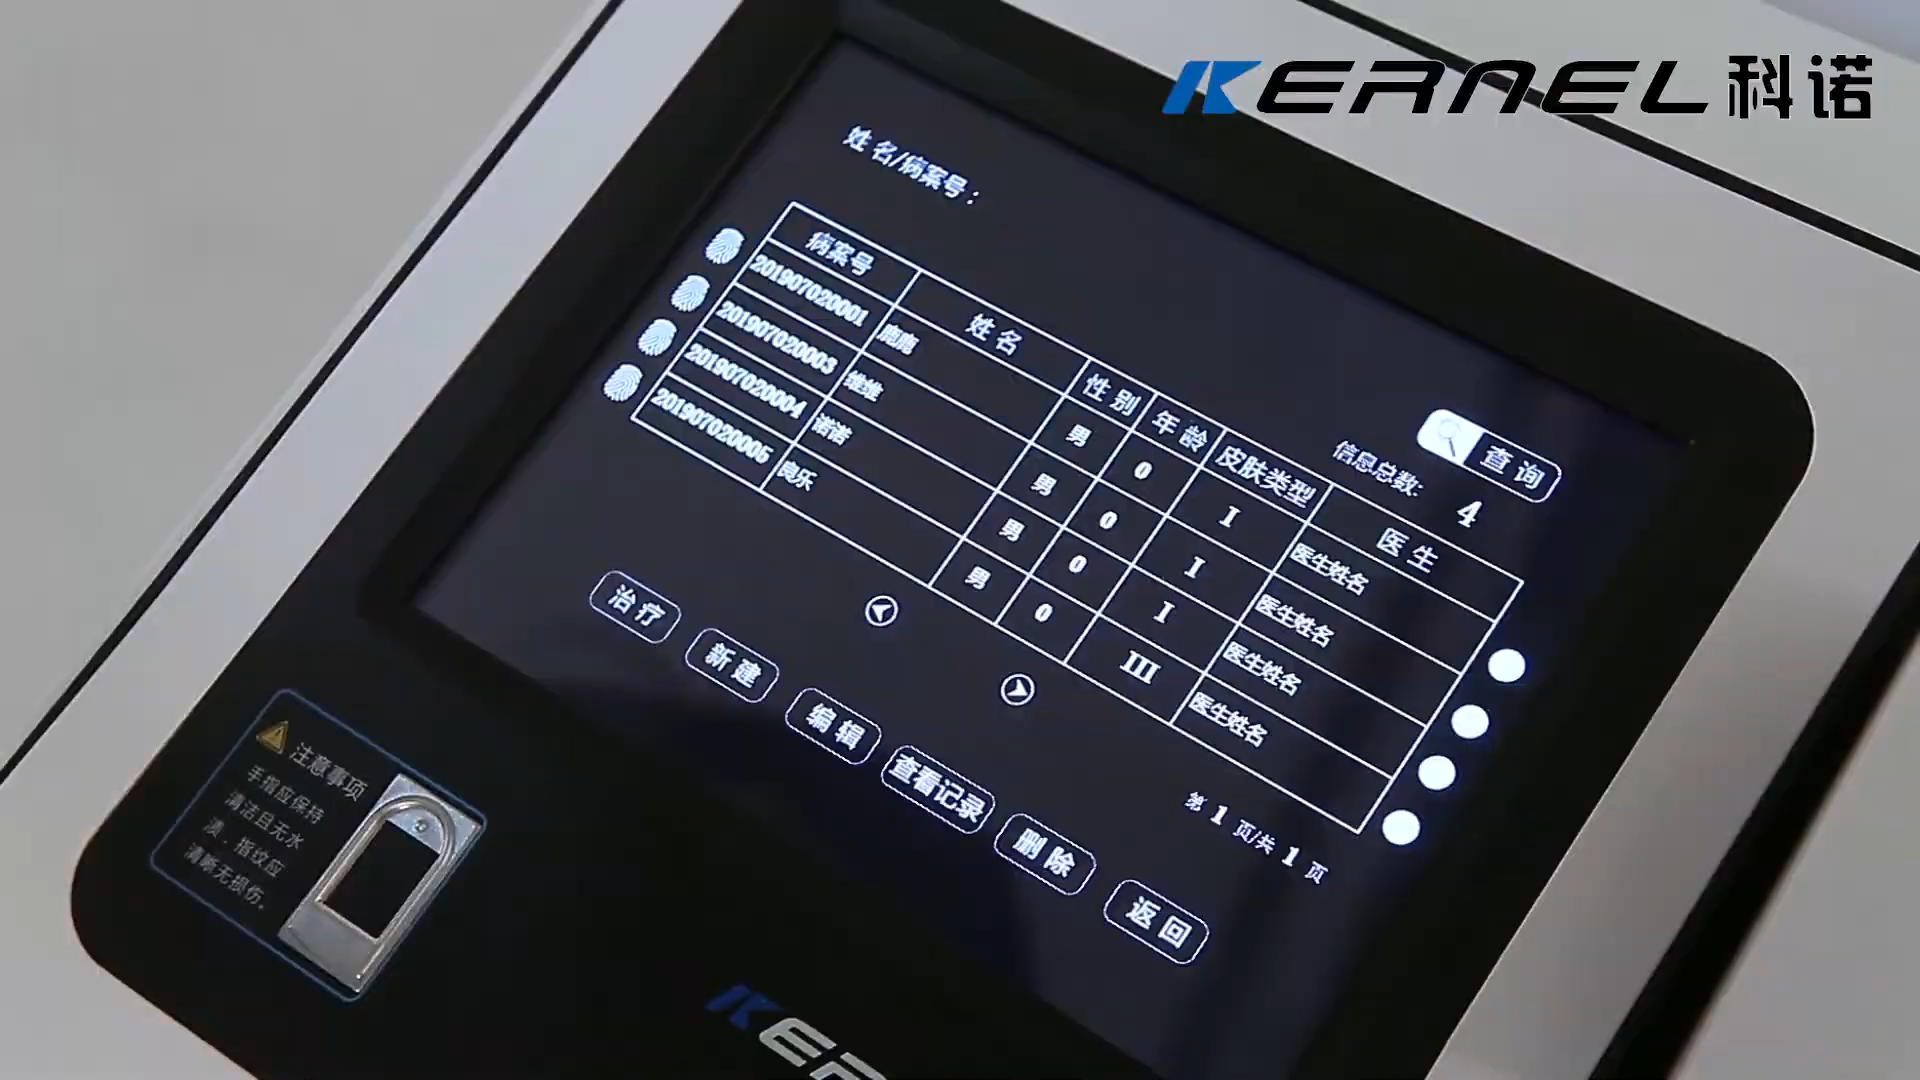 KERNEL科诺
姓名/病案号：
查询
信息总数: 4
病案号 姓名 性别 年龄 皮肤类型 医生
201907020001 鹿鹿 男 0 I 医生姓名
201907020003 维维 男 0 I 医生姓名
201907020004 诺诺 男 0 I 医生姓名
201907020005 良乐 男 0 III 医生姓名
第 1 页/共 1 页
治疗 新建 编辑 查看记录 删除 返回
注意事项
手指应保持
清洁且无水
渍，指纹应
清晰无损伤。